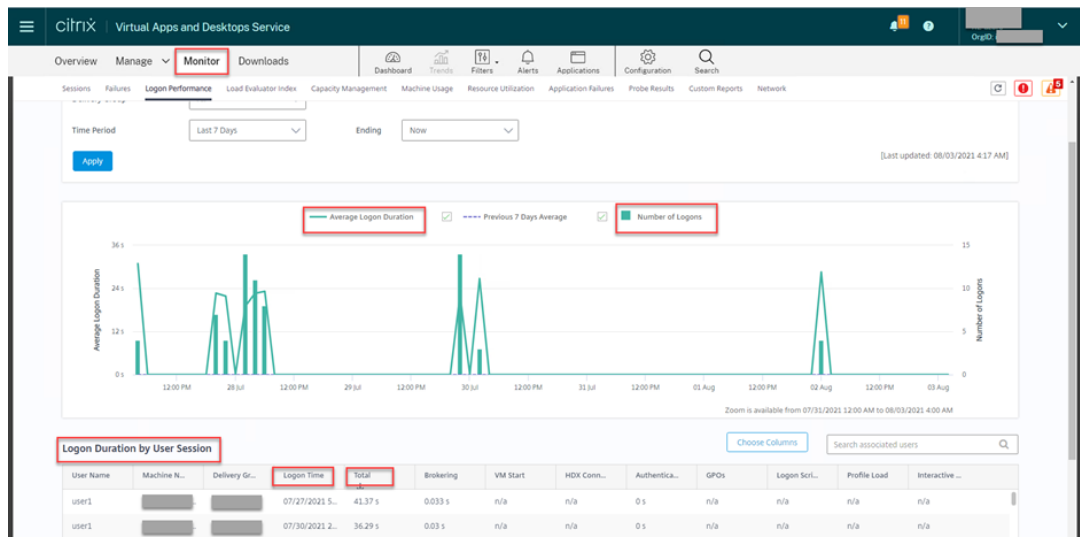 citrix Virtual Apps and Desktops Service 11 ?
OrgID:
Overview Manage Monitor Downloads Dashboard Trends Filters Alerts Applications Configuration Search
Sessions Failures Logon Performance Load Evaluator Index Capacity Management Machine Usage Resource Utilization Application Failures Probe Results Custom Reports Network 5
Time Period Last 7 Days Ending Now
Apply [Last updated: 08/03/2021 4:17 AM]
Average Logon Duration Previous 7 Days Average Number of Logons
36 s 15
24 s 10
12 s 5
0 s 0
Average Logon Duration
Number of Logons
12:00 PM 28 Jul 12:00 PM 29 Jul 12:00 PM 30 Jul 12:00 PM 31 Jul 12:00 PM 01 Aug 12:00 PM 02 Aug 12:00 PM 03 Aug
Zoom is available from 07/31/2021 12:00 AM to 08/03/2021 4:00 AM
Logon Duration by User Session Choose Columns Search associated users
User Name Machine N... Delivery Gr... Logon Time Total Brokering VM Start HDX Conn... Authentica... GPOs Logon Scri... Profile Load Interactive ...
user1 07/27/2021 5... 41.37 s 0.033 s n/a n/a 0 s n/a n/a n/a n/a
user1 07/30/2021 2... 36.29 s 0.03 s n/a n/a 0 s n/a n/a n/a n/a